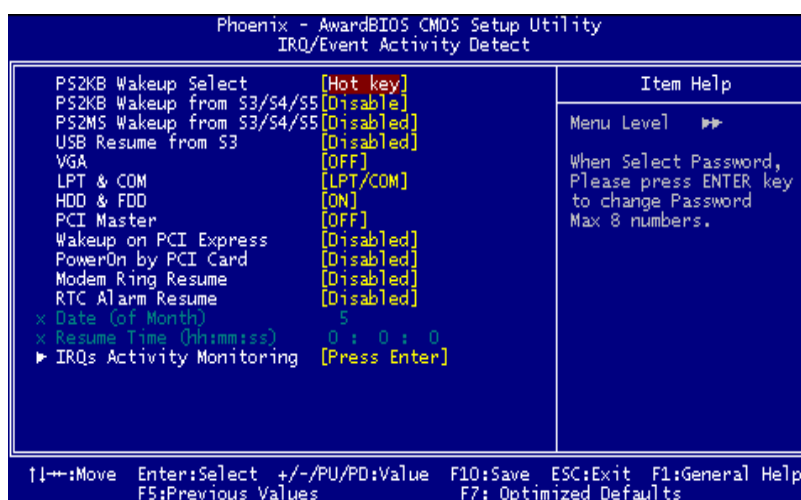 Phoenix - AwardBIOS CMOS Setup Utility
IRQ/Event Activity Detect
PS2KB Wakeup Select [Hot key]
PS2KB Wakeup from S3/S4/S5[Disable]
PS2MS Wakeup from S3/S4/S5[Disabled]
USB Resume from S3 [Disabled]
VGA [OFF]
LPT & COM [LPT/COM]
HDD & FDD [ON]
PCI Master [OFF]
Wakeup on PCI Express [Disabled]
PowerOn by PCI Card [Disabled]
Modem Ring Resume [Disabled]
RTC Alarm Resume [Disabled]
x Date (of Month) 5
x Resume Time (hh:mm:ss) 0 : 0 : 0
► IRQs Activity Monitoring [Press Enter]
Item Help
Menu Level ►►
When Select Password,
Please press ENTER key
to change Password
Max 8 numbers.
↑↓→←:Move Enter:Select +/-/PU/PD:Value F10:Save ESC:Exit F1:General Help
F5:Previous Values F7: Optimized Defaults